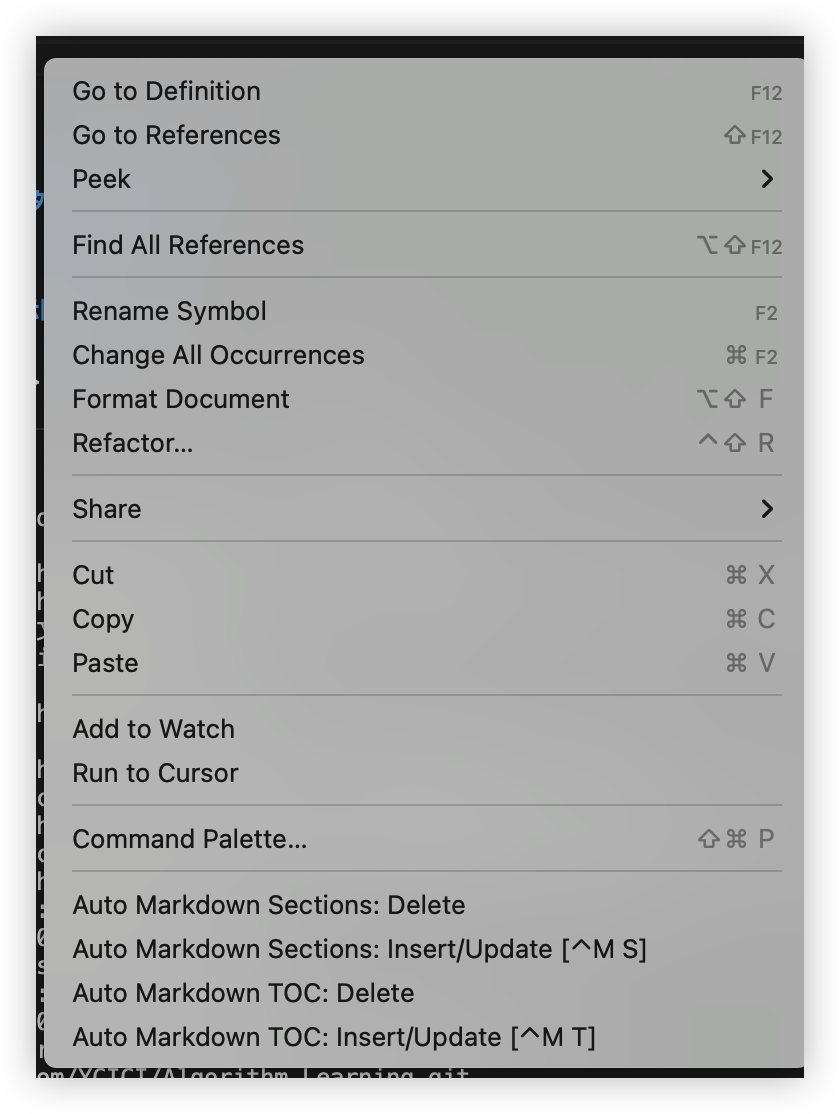 Go to Definition F12
Go to References ⇧F12
Peek
Find All References ⌥⇧F12
Rename Symbol F2
Change All Occurrences ⌘F2
Format Document ⌥⇧ F
Refactor... ^⇧ R
Share
Cut ⌘ X
Copy ⌘ C
Paste ⌘ V
Add to Watch
Run to Cursor
Command Palette... ⇧⌘ P
Auto Markdown Sections: Delete
Auto Markdown Sections: Insert/Update [^M S]
Auto Markdown TOC: Delete
Auto Markdown TOC: Insert/Update [^M T]